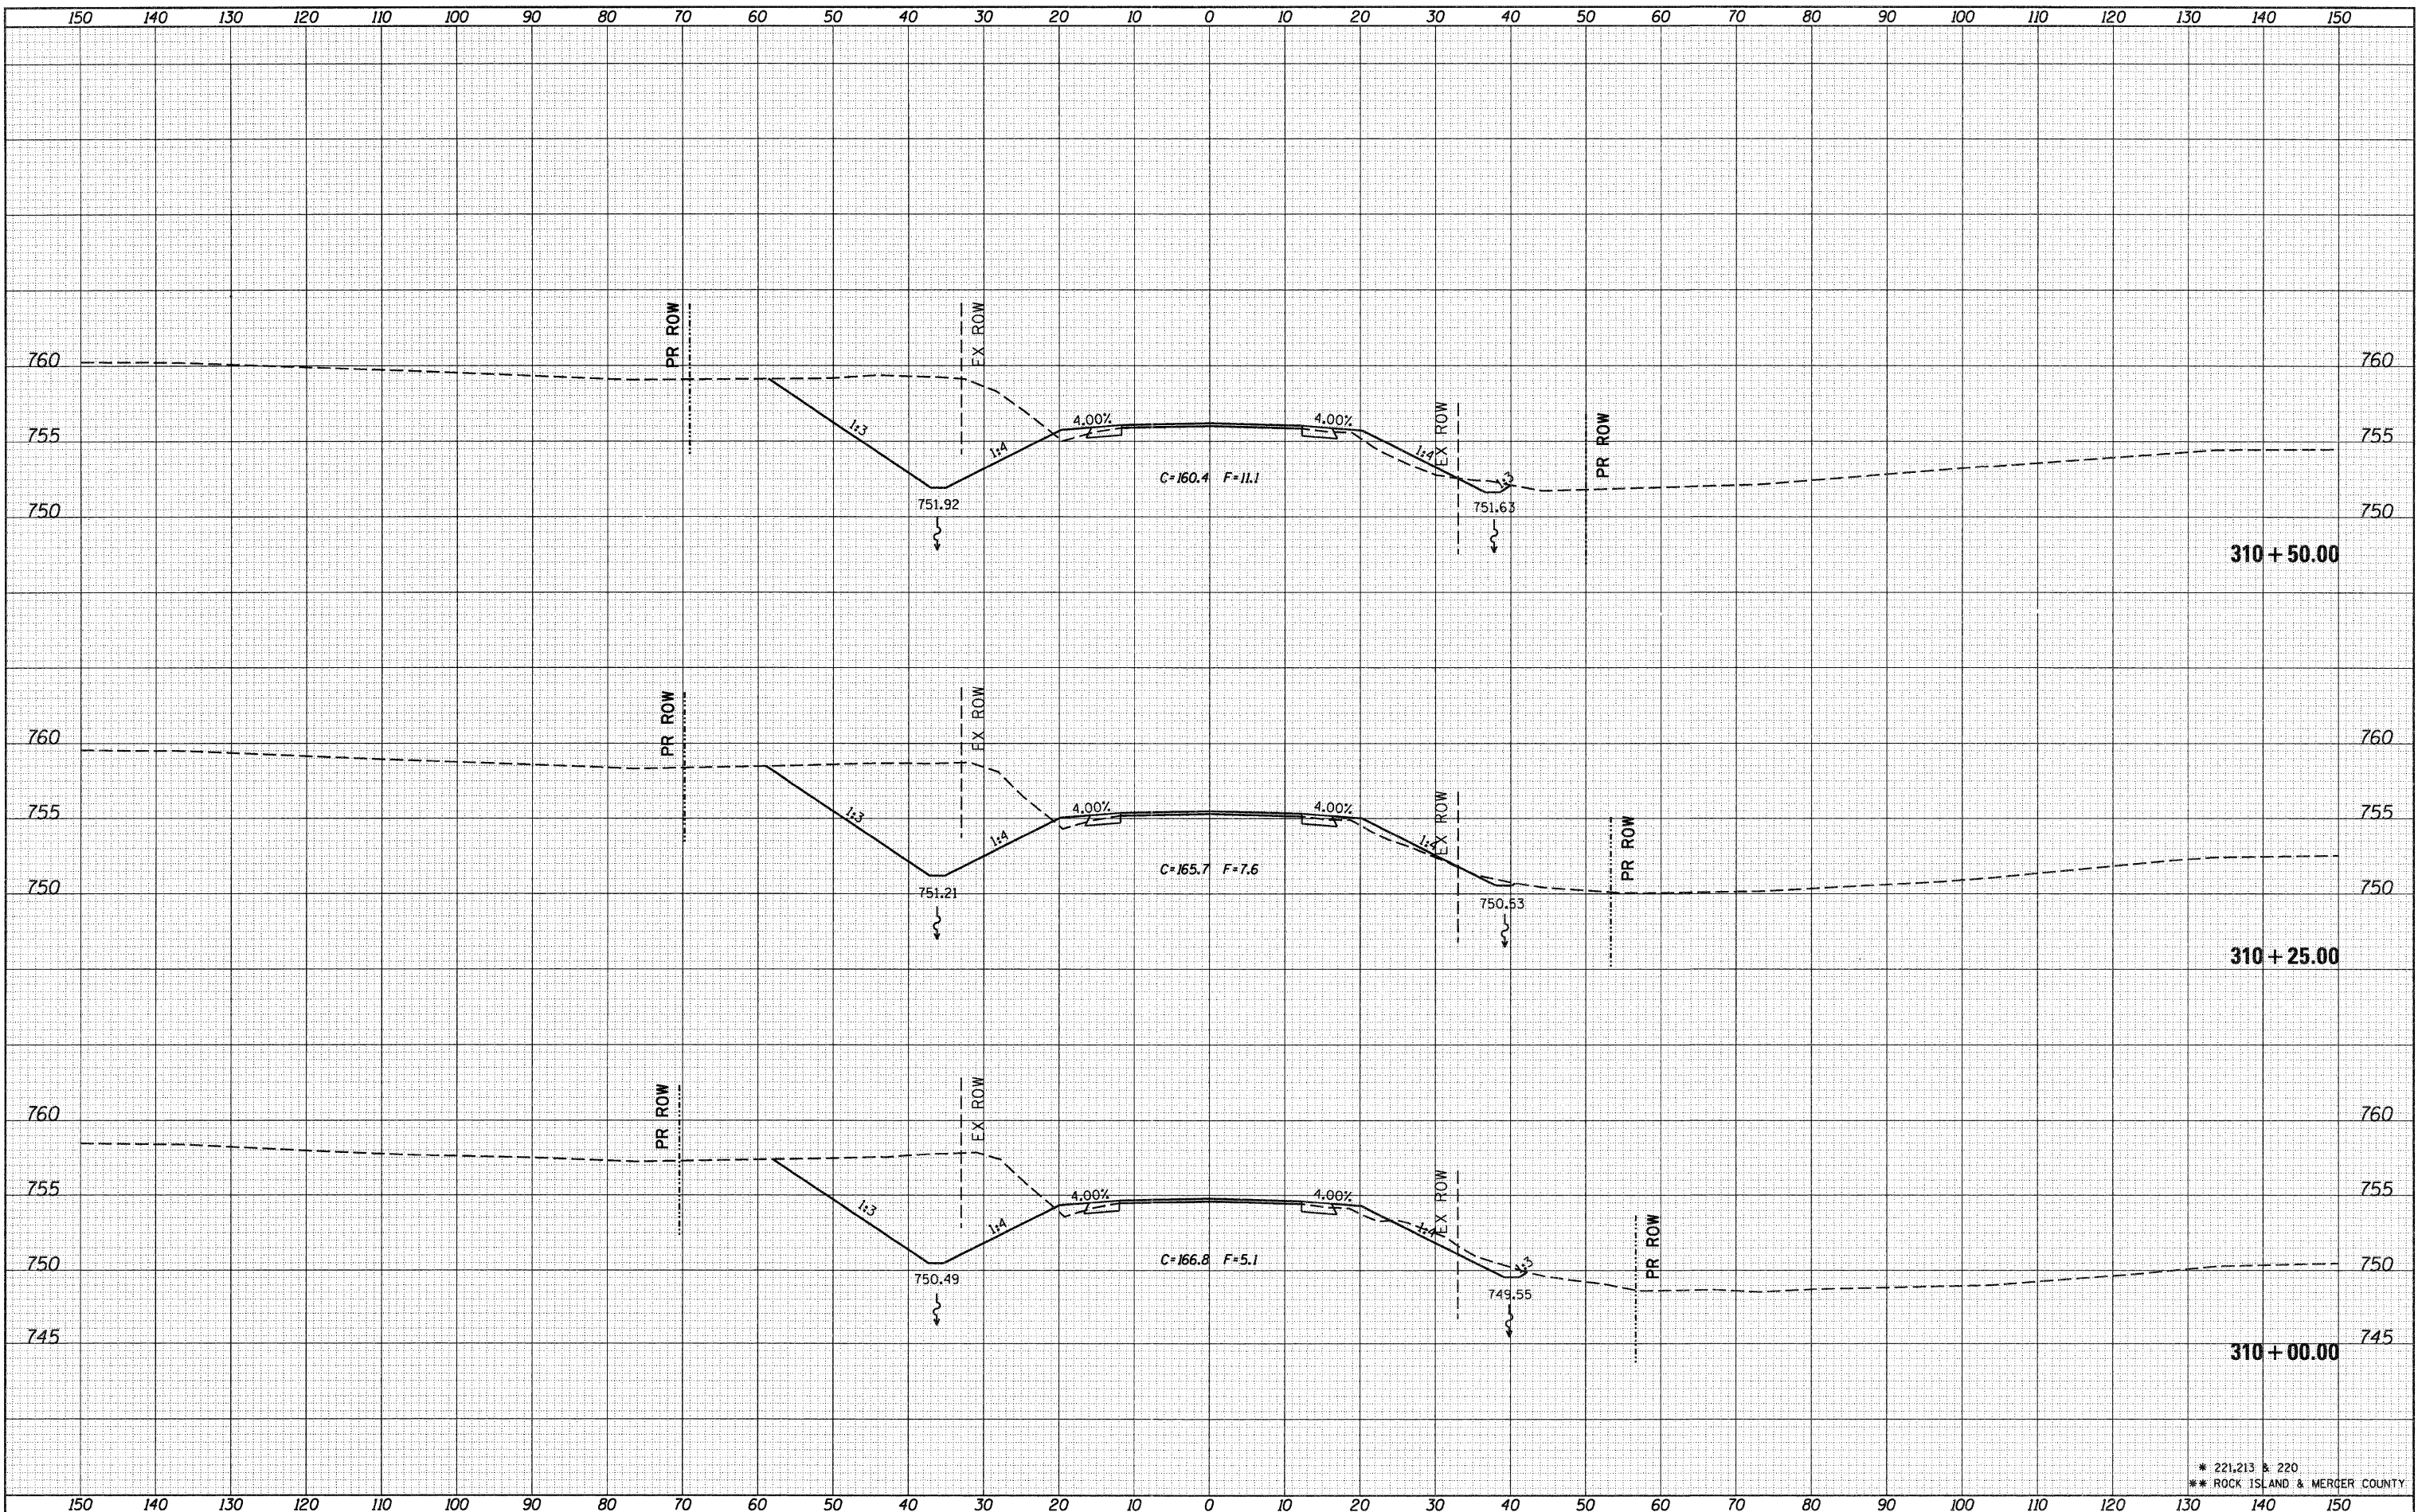 150 140 130 120 110 100 90 80 70 60 50 40 30 20 10 0 10 20 30 40 50 60 70 80 90 100 110 120 130 140 150
PR ROW
EX ROW
760 760
EX ROW
PR ROW
4.00% 4.00%
755 755
1:3 1:4 1:4
C=160.4 F=11.1
1:3
751.92 751.63
750 750
310+50.00
PR ROW
EX ROW
760 760
EX ROW
PR ROW
4.00% 4.00%
755 755
1:3 1:4 1:4
C=165.7 F=7.6
751.21 750.53
750 750
310+25.00
PR ROW
EX ROW
760 760
EX ROW
PR ROW
4.00% 4.00%
755 755
1:3 1:4 1:4
C=166.8 F=5.1
1:3
750 750
750.49 749.55
745 745
310+00.00
* 221,213 & 220
** ROCK ISLAND & MERCER COUNTY
150 140 130 120 110 100 90 80 70 60 50 40 30 20 10 0 10 20 30 40 50 60 70 80 90 100 110 120 130 140 150